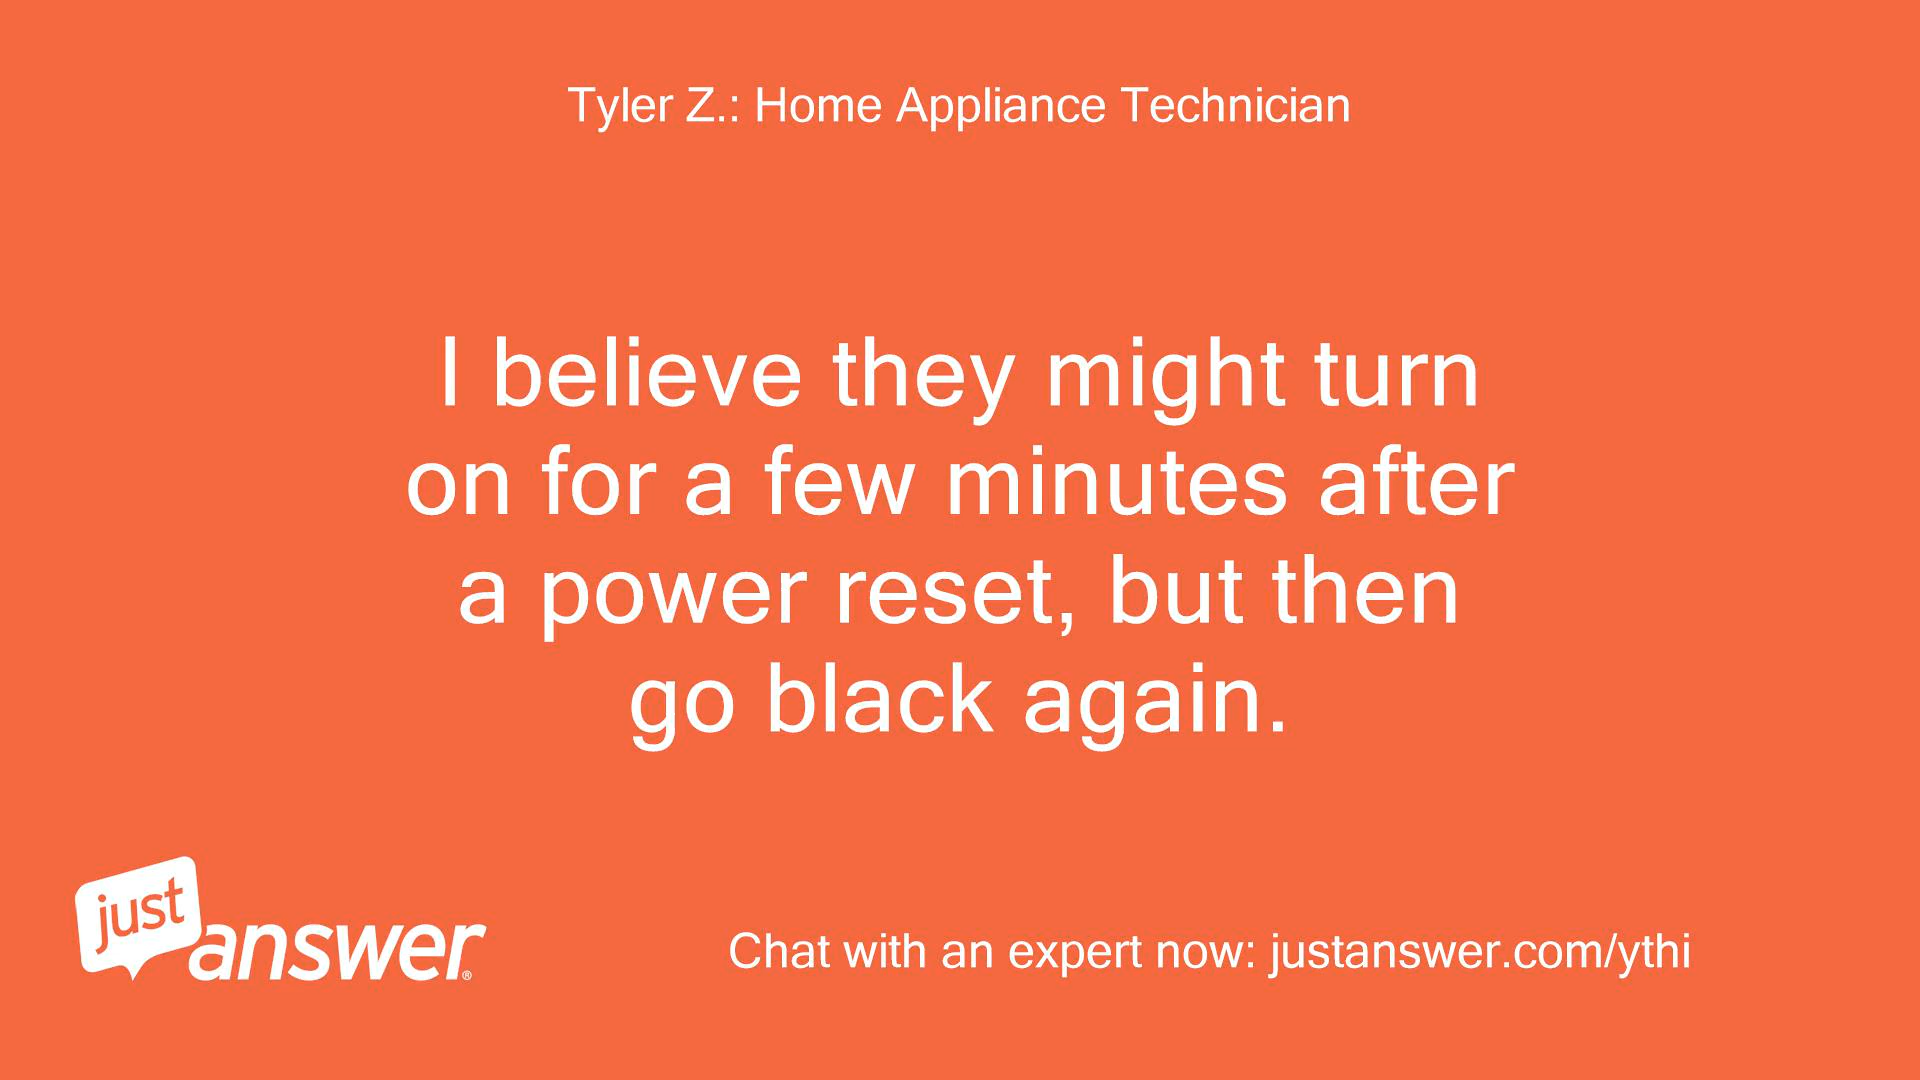 Tyler Z.: Home Appliance Technician
I believe they might turn
on for a few minutes after
a power reset, but then
go black again.
just
answer®
Chat with an expert now: justanswer.com/ythi